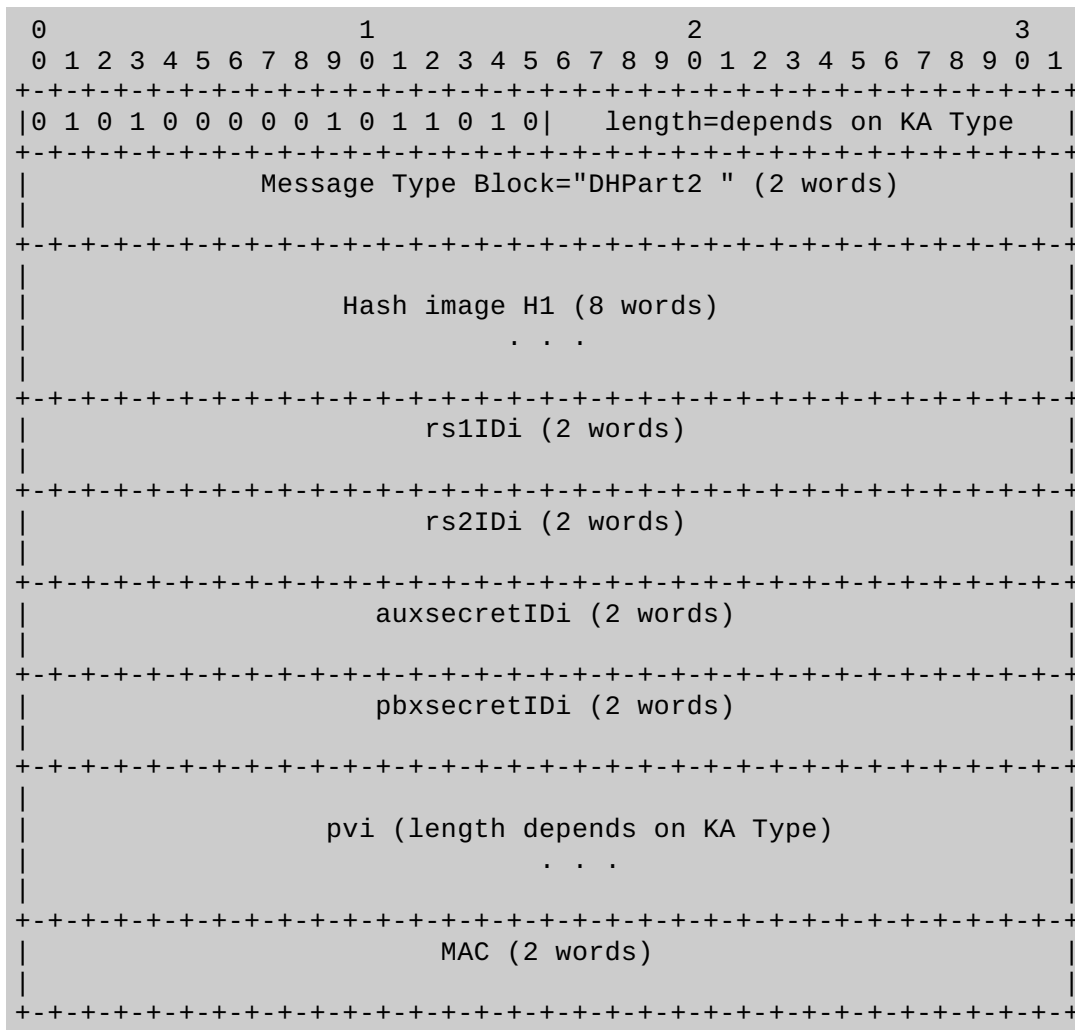 0                   1                   2                   3
 0 1 2 3 4 5 6 7 8 9 0 1 2 3 4 5 6 7 8 9 0 1 2 3 4 5 6 7 8 9 0 1
+-+-+-+-+-+-+-+-+-+-+-+-+-+-+-+-+-+-+-+-+-+-+-+-+-+-+-+-+-+-+-+-+
|0 1 0 1 0 0 0 0 0 1 0 1 1 0 1 0|   length=depends on KA Type   |
+-+-+-+-+-+-+-+-+-+-+-+-+-+-+-+-+-+-+-+-+-+-+-+-+-+-+-+-+-+-+-+-+
|              Message Type Block="DHPart2 " (2 words)          |
|                                                               |
+-+-+-+-+-+-+-+-+-+-+-+-+-+-+-+-+-+-+-+-+-+-+-+-+-+-+-+-+-+-+-+-+
|                                                               |
|                   Hash image H1 (8 words)                     |
|                             . . .                             |
|                                                               |
+-+-+-+-+-+-+-+-+-+-+-+-+-+-+-+-+-+-+-+-+-+-+-+-+-+-+-+-+-+-+-+-+
|                        rs1IDi (2 words)                       |
|                                                               |
+-+-+-+-+-+-+-+-+-+-+-+-+-+-+-+-+-+-+-+-+-+-+-+-+-+-+-+-+-+-+-+-+
|                        rs2IDi (2 words)                       |
|                                                               |
+-+-+-+-+-+-+-+-+-+-+-+-+-+-+-+-+-+-+-+-+-+-+-+-+-+-+-+-+-+-+-+-+
|                     auxsecretIDi (2 words)                    |
|                                                               |
+-+-+-+-+-+-+-+-+-+-+-+-+-+-+-+-+-+-+-+-+-+-+-+-+-+-+-+-+-+-+-+-+
|                     pbxsecretIDi (2 words)                    |
|                                                               |
+-+-+-+-+-+-+-+-+-+-+-+-+-+-+-+-+-+-+-+-+-+-+-+-+-+-+-+-+-+-+-+-+
|                                                               |
|                  pvi (length depends on KA Type)              |
|                               . . .                           |
|                                                               |
+-+-+-+-+-+-+-+-+-+-+-+-+-+-+-+-+-+-+-+-+-+-+-+-+-+-+-+-+-+-+-+-+
|                         MAC (2 words)                         |
|                                                               |
+-+-+-+-+-+-+-+-+-+-+-+-+-+-+-+-+-+-+-+-+-+-+-+-+-+-+-+-+-+-+-+-+